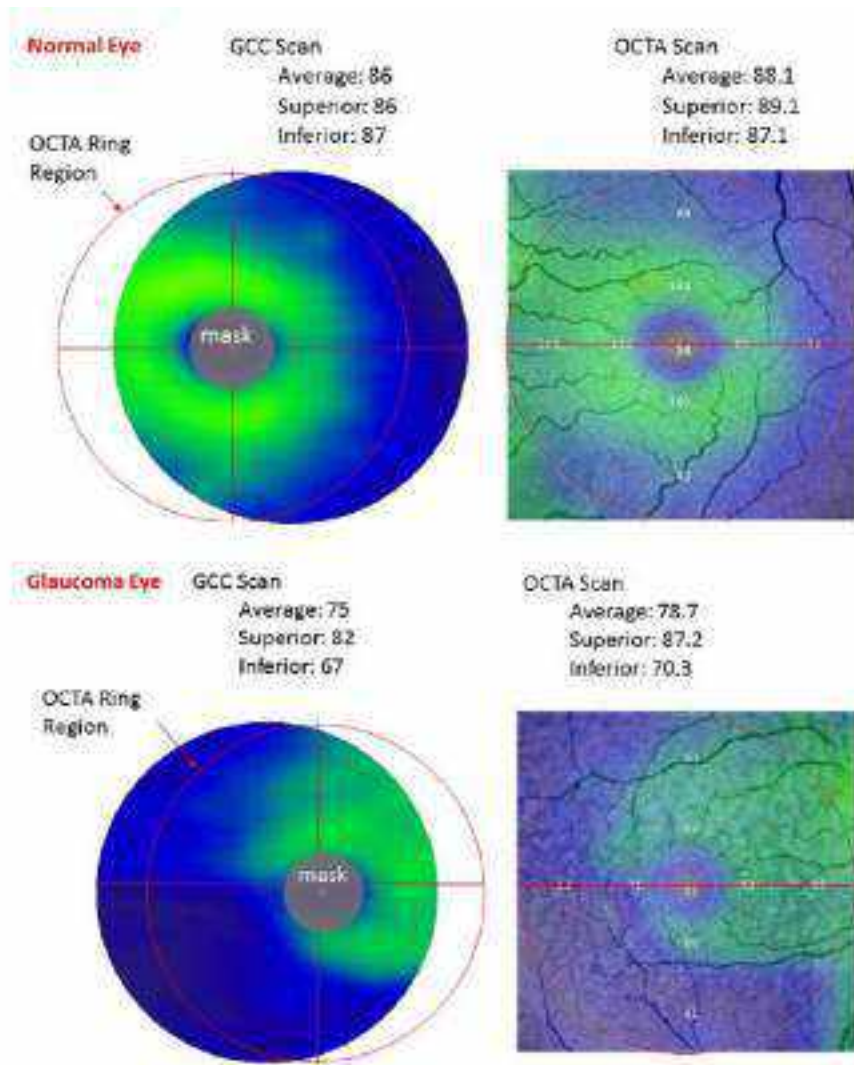 Normal Eye
GCC Scan
Average: 86
Superior: 86
Inferior: 87
OCTA Scan
Average: 88.1
Superior: 89.1
Inferior: 87.1
OCTA Ring
Region
mask
Glaucoma Eye
GCC Scan
Average: 75
Superior: 82
Inferior: 67
OCTA Scan
Average: 78.7
Superior: 87.2
Inferior: 70.3
OCTA Ring
Region
mask